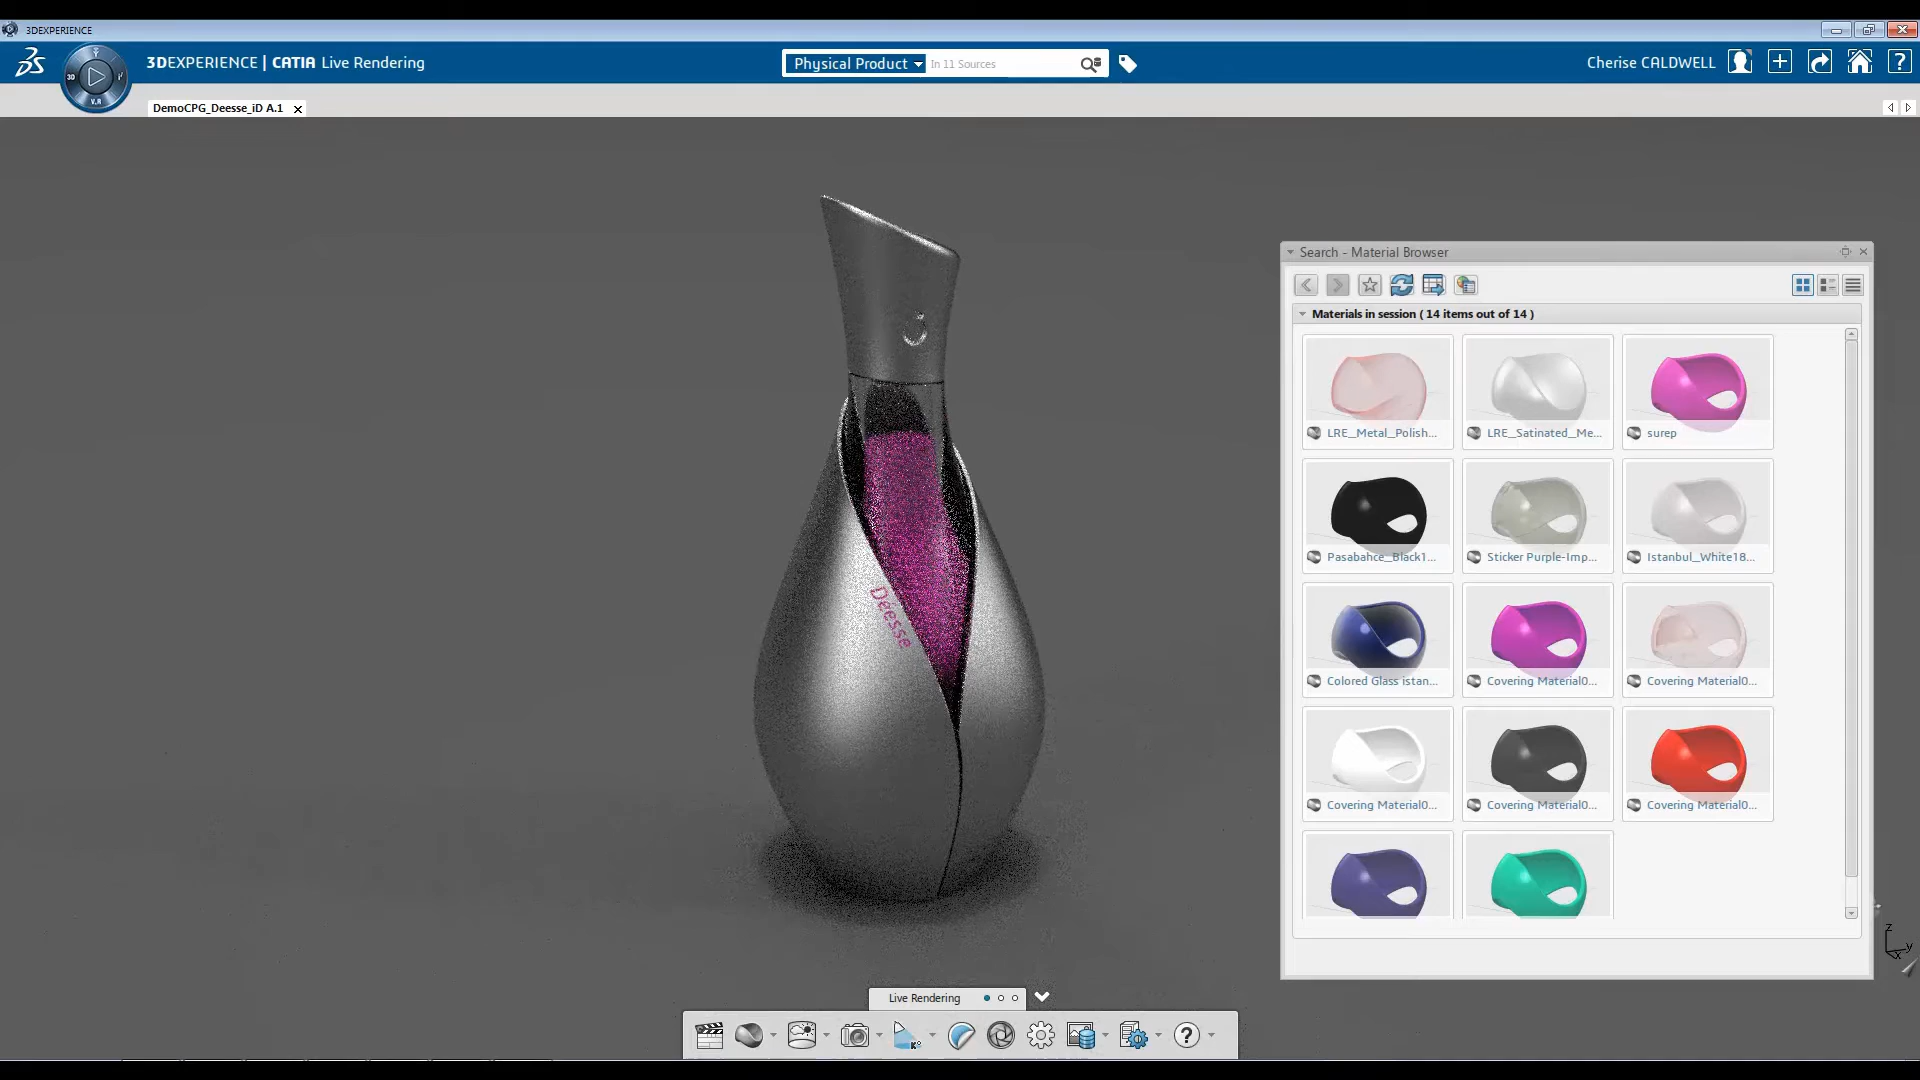 3DEXPERIENCE
3DEXPERIENCE | CATIA Live Rendering
Physical Product
In 11 Sources
Cherise CALDWELL
3D
V.R
DemoCPG_Deesse_iD A.1
Search - Material Browser
Materials in session ( 14 items out of 14 )
LRE_Metal_Polish...
LRE_Satinated_Me...
surep
Pasabahce_Black1...
Sticker Purple-Imp...
Istanbul_White18...
Colored Glass istan...
Covering Material0...
Covering Material0...
Covering Material0...
Covering Material0...
Covering Material0...
Deesse
z
y
x
Live Rendering
K°